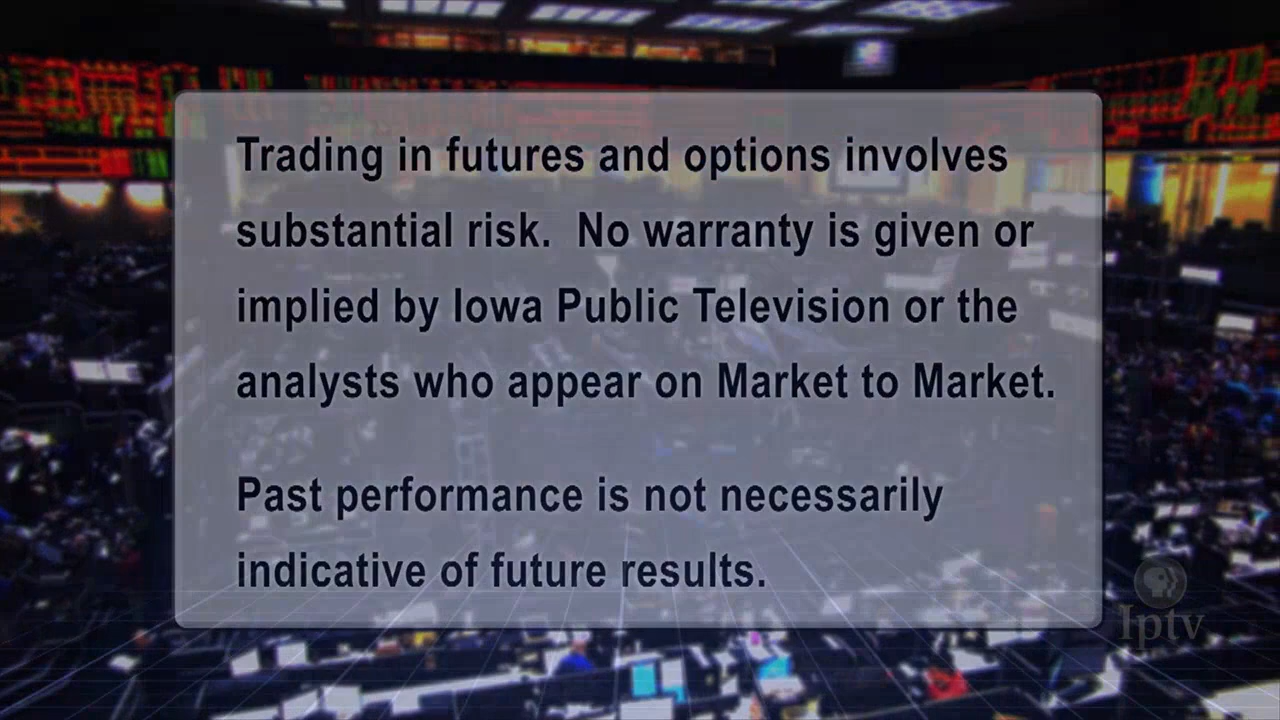 Trading in futures and options involves
substantial risk.  No warranty is given or
implied by Iowa Public Television or the
analysts who appear on Market to Market.
Past performance is not necessarily
indicative of future results.
Iptv